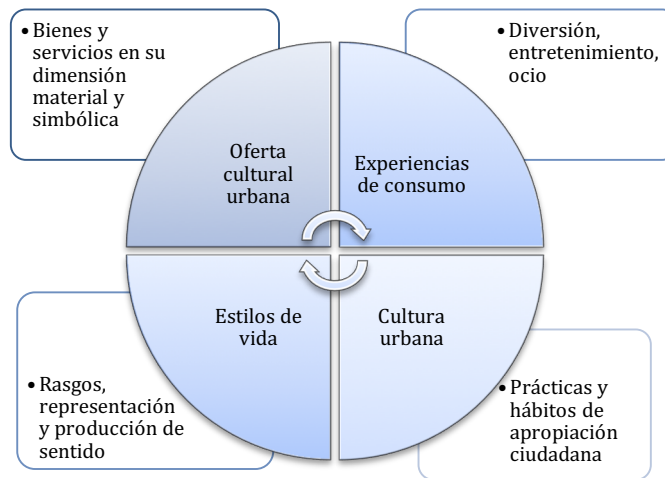 • Bienes y
servicios en su
dimensión
material y
simbólica
• Diversión,
entretenimiento,
ocio
Oferta
cultural
urbana
Experiencias
de consumo
Estilos de
vida
Cultura
urbana
• Rasgos,
representación
y producción de
sentido
• Prácticas y
hábitos de
apropiación
ciudadana